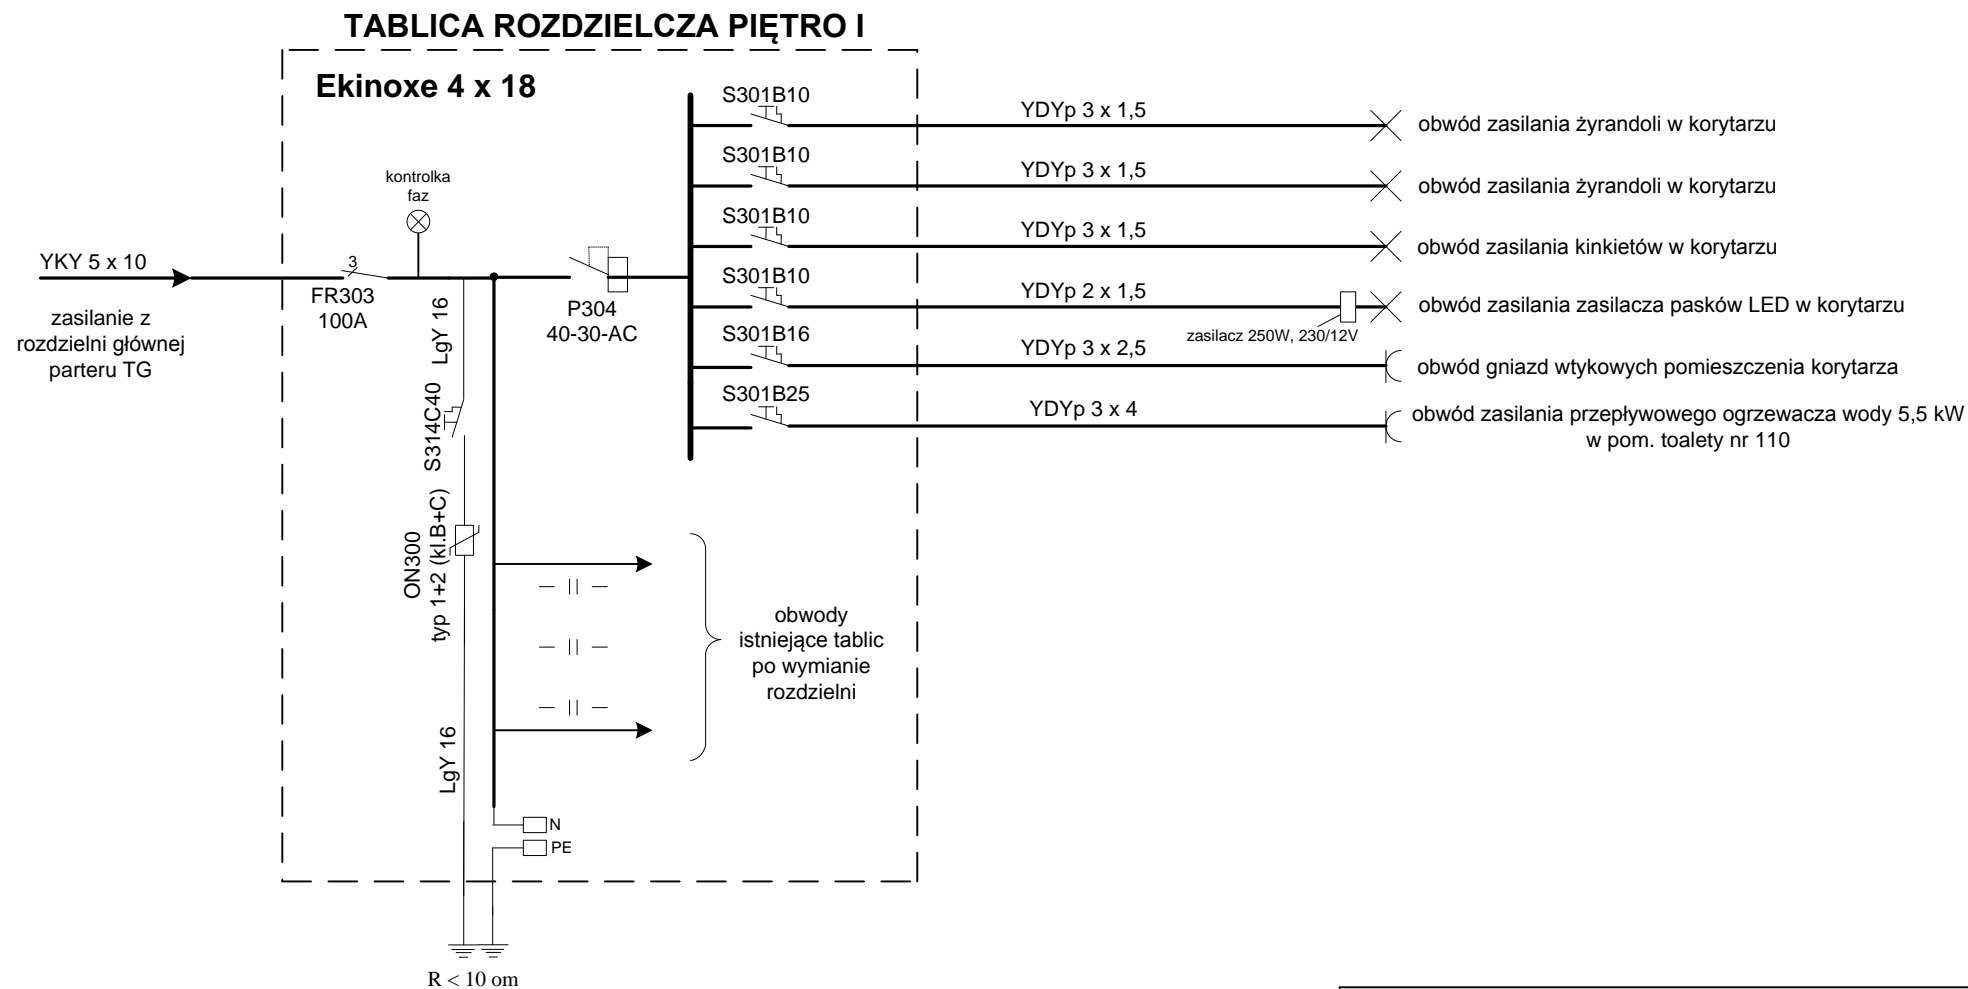 TABLICA ROZDZIELCZA PIĘTRO I
Ekinoxe 4 x 18
kontrolka
faz
YKY 5 x 10
zasilanie z
rozdzielni głównej
parteru TG
3
FR303
100A
P304
40-30-AC
LgY 16
S314C40
ON300
typ 1+2 (kl.B+C)
LgY 16
S301B10
YDYp 3 x 1,5
obwód zasilania żyrandoli w korytarzu
S301B10
YDYp 3 x 1,5
obwód zasilania żyrandoli w korytarzu
S301B10
YDYp 3 x 1,5
obwód zasilania kinkietów w korytarzu
S301B10
YDYp 2 x 1,5
zasilacz 250W, 230/12V
obwód zasilania zasilacza pasków LED w korytarzu
S301B16
YDYp 3 x 2,5
obwód gniazd wtykowych pomieszczenia korytarza
S301B25
YDYp 3 x 4
obwód zasilania przepływowego ogrzewacza wody 5,5 kW
w pom. toalety nr 110
— || —
— || —
— || —
obwody
istniejące tablic
po wymianie
rozdzielni
N
PE
R < 10 om